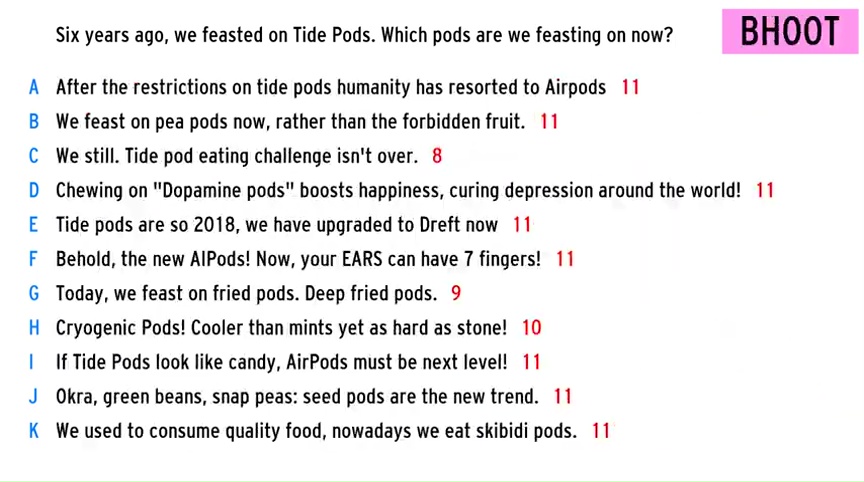 Six years ago, we feasted on Tide Pods. Which pods are we feasting on now?
BHOOT
A After the restrictions on tide pods humanity has resorted to Airpods 11
B We feast on pea pods now, rather than the forbidden fruit. 11
C We still. Tide pod eating challenge isn't over. 8
D Chewing on "Dopamine pods" boosts happiness, curing depression around the world! 11
E Tide pods are so 2018, we have upgraded to Dreft now 11
F Behold, the new AIPods! Now, your EARS can have 7 fingers! 11
G Today, we feast on fried pods. Deep fried pods. 9
H Cryogenic Pods! Cooler than mints yet as hard as stone! 10
I If Tide Pods look like candy, AirPods must be next level! 11
J Okra, green beans, snap peas: seed pods are the new trend. 11
K We used to consume quality food, nowadays we eat skibidi pods. 11